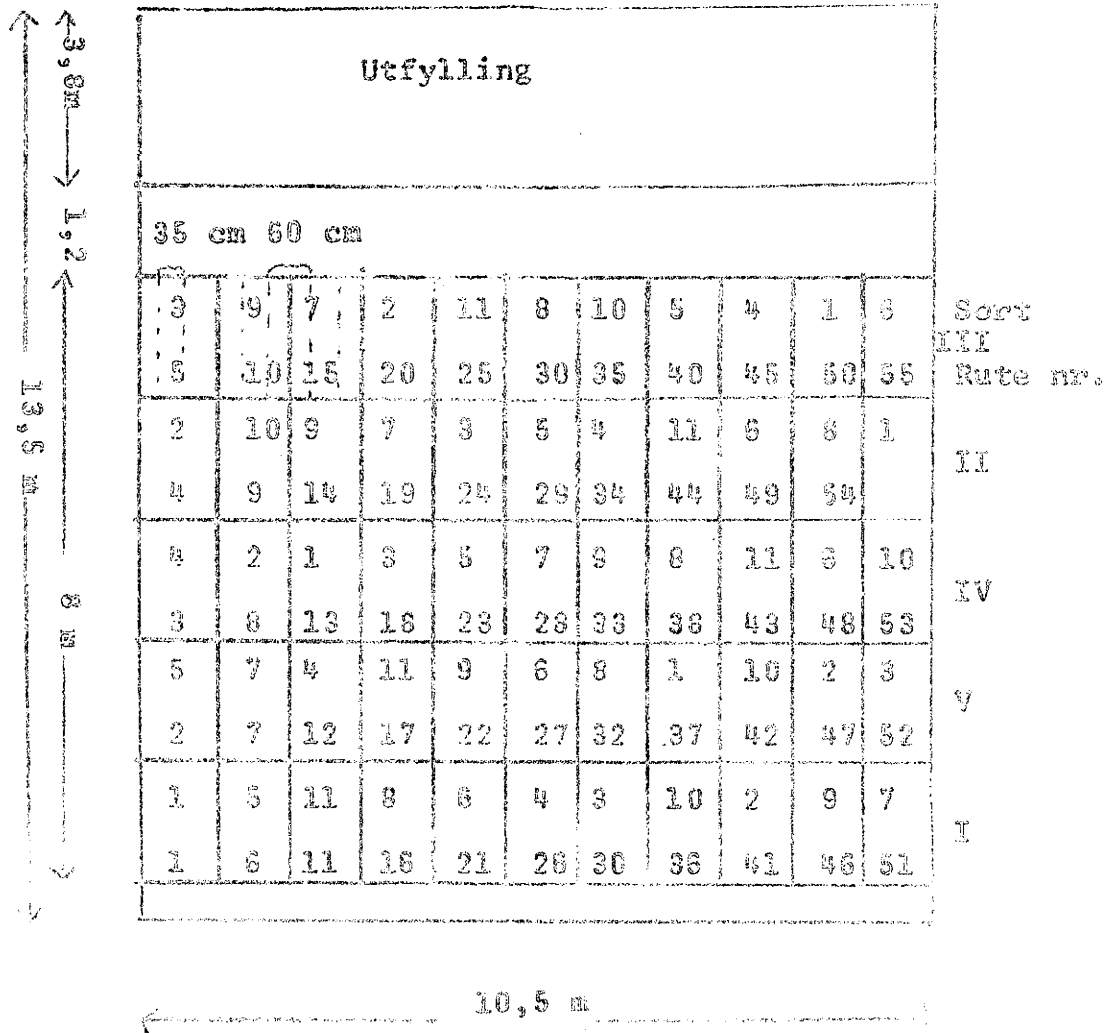 Utfylling
3,8m
1,2
35 cm 60 cm
3 9 7 2 11 8 10 5 4 1 6 Sort
III
5 10 15 20 25 30 35 40 45 50 55 Rute nr.
2 10 9 7 3 5 4 11 6 8 1
II
4 9 14 19 24 29 34 44 49 54
13,5 m
4 2 1 3 5 7 9 8 11 6 10
IV
3 8 13 18 23 28 33 38 43 48 53
8 m
5 7 4 11 9 6 8 1 10 2 3
V
2 7 12 17 22 27 32 37 42 47 52
1 5 11 8 6 4 3 10 2 9 7
I
1 6 11 16 21 26 30 36 41 46 51
10,5 m